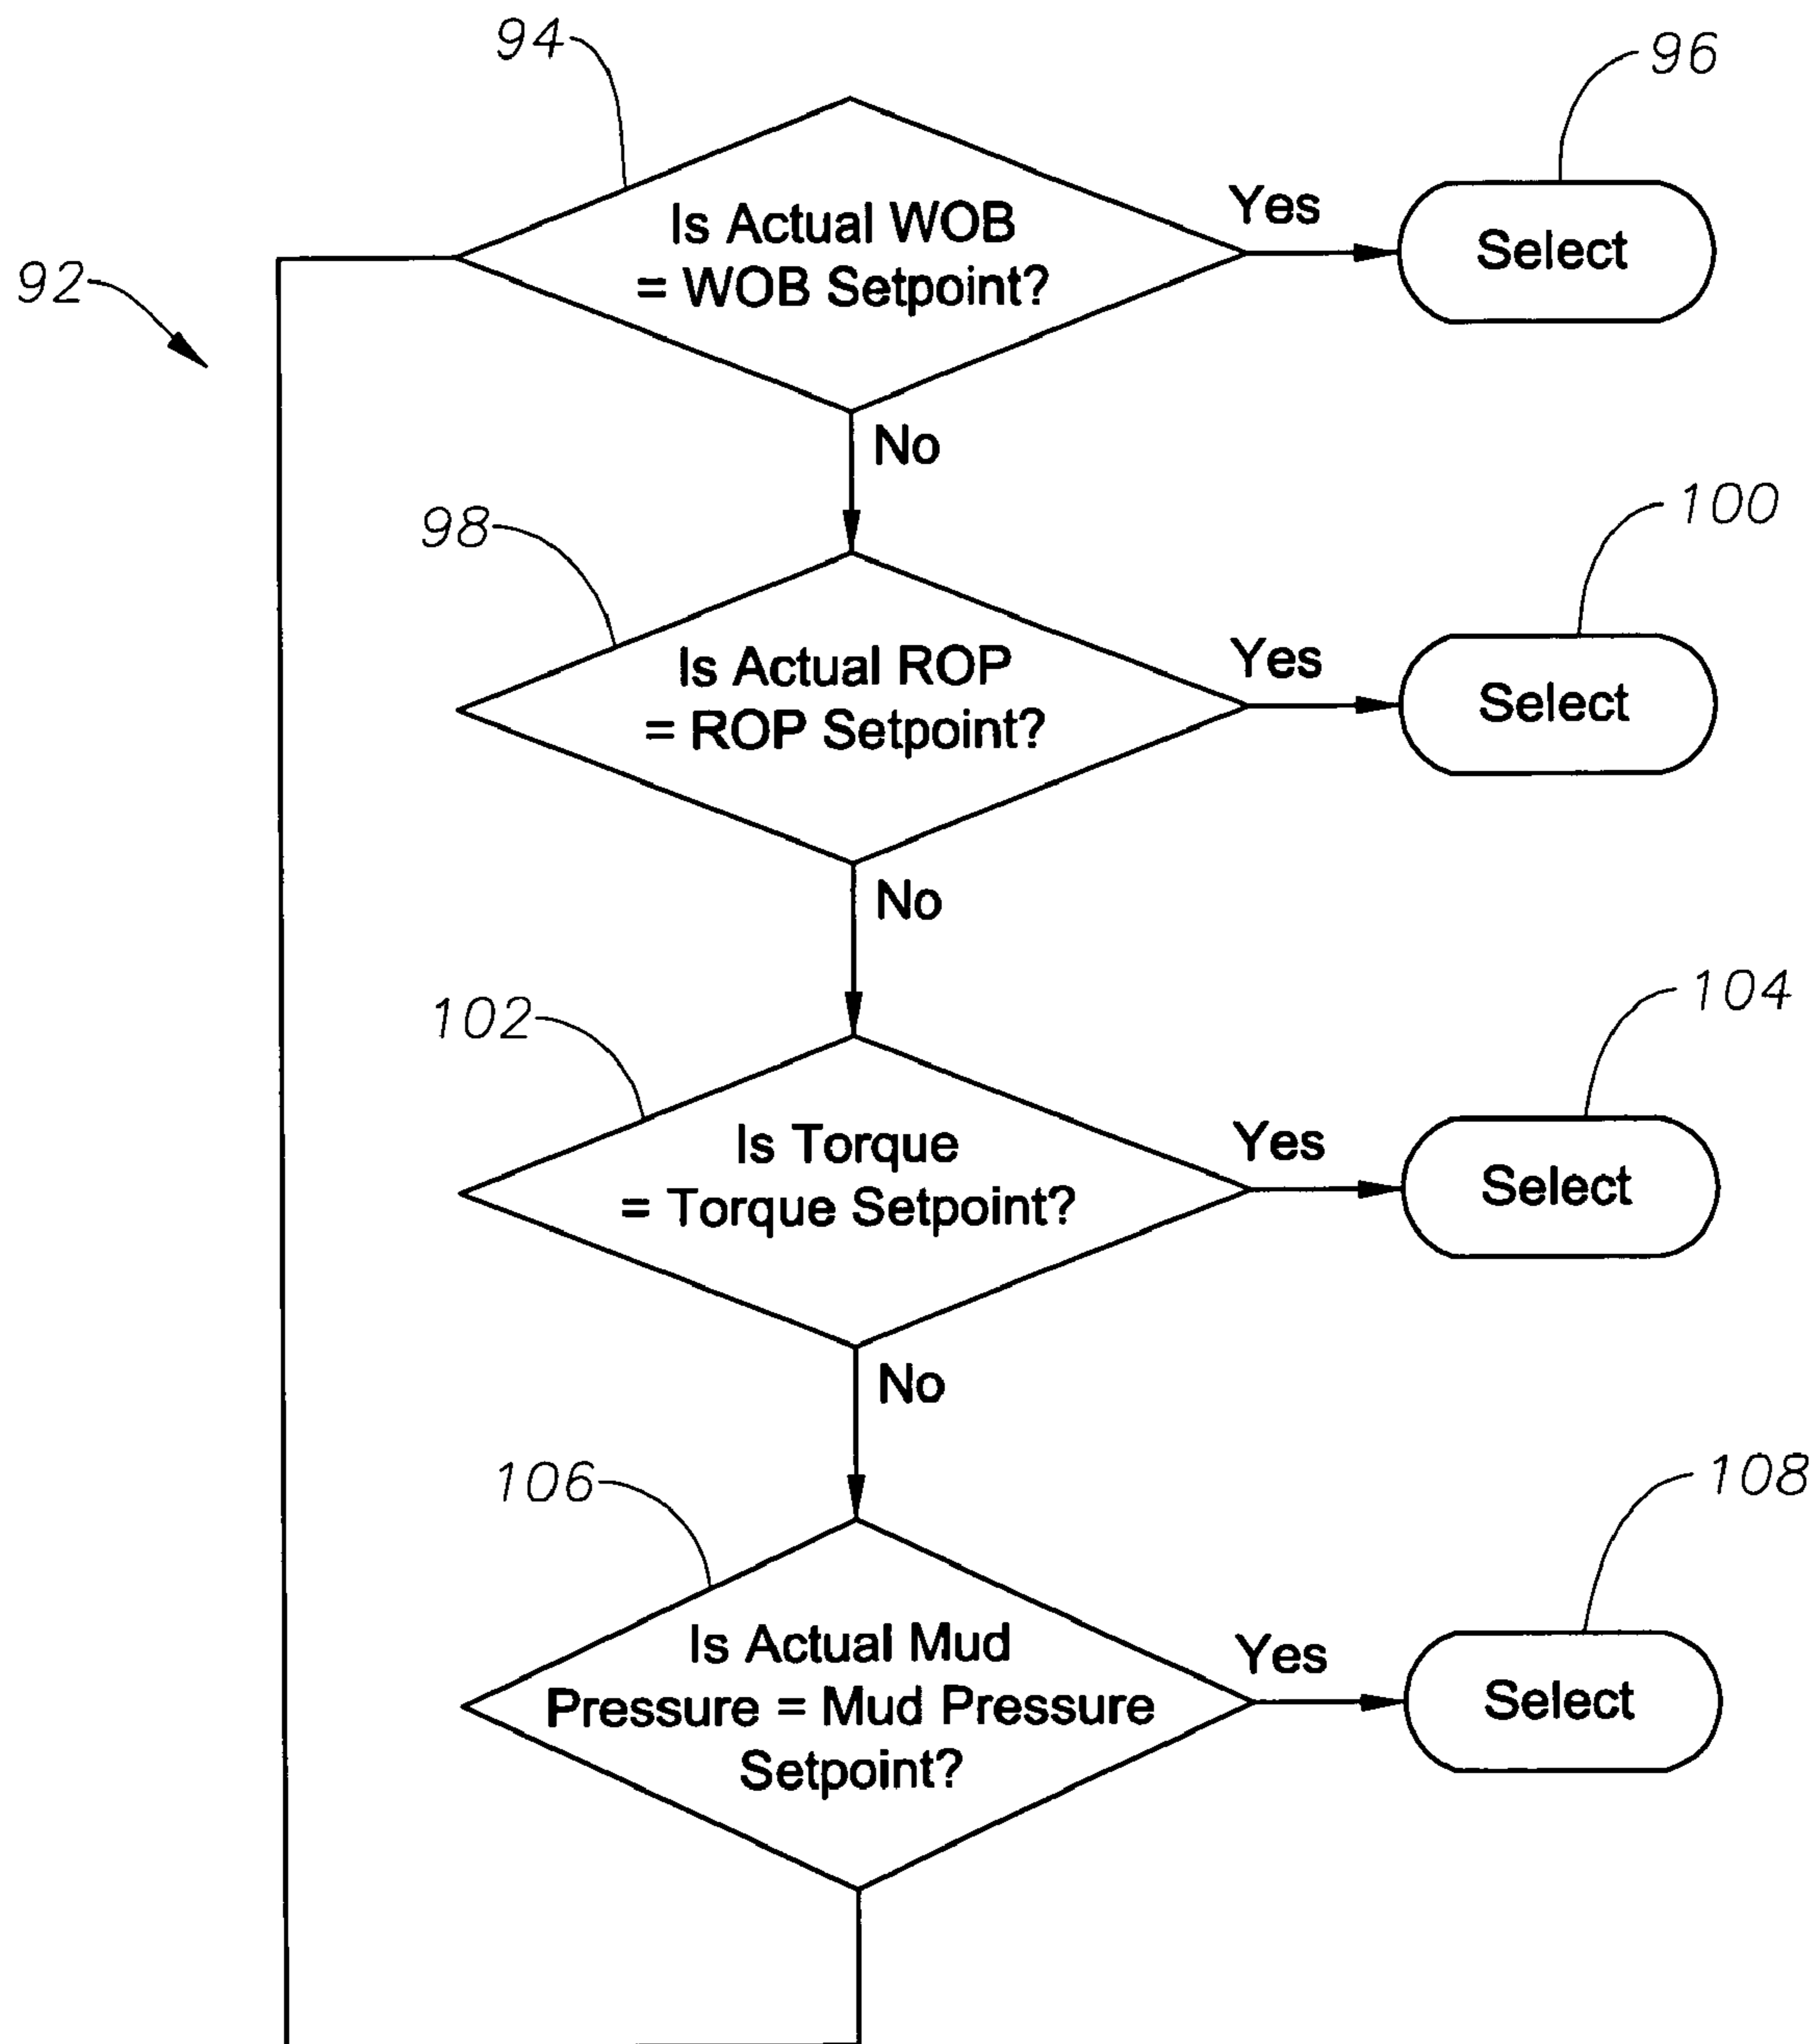 94
96
Is Actual WOB
= WOB Setpoint?
Yes
Select
92
No
98
100
Is Actual ROP
= ROP Setpoint?
Yes
Select
No
102
104
Is Torque
= Torque Setpoint?
Yes
Select
No
106
108
Is Actual Mud
Pressure = Mud Pressure
Setpoint?
Yes
Select